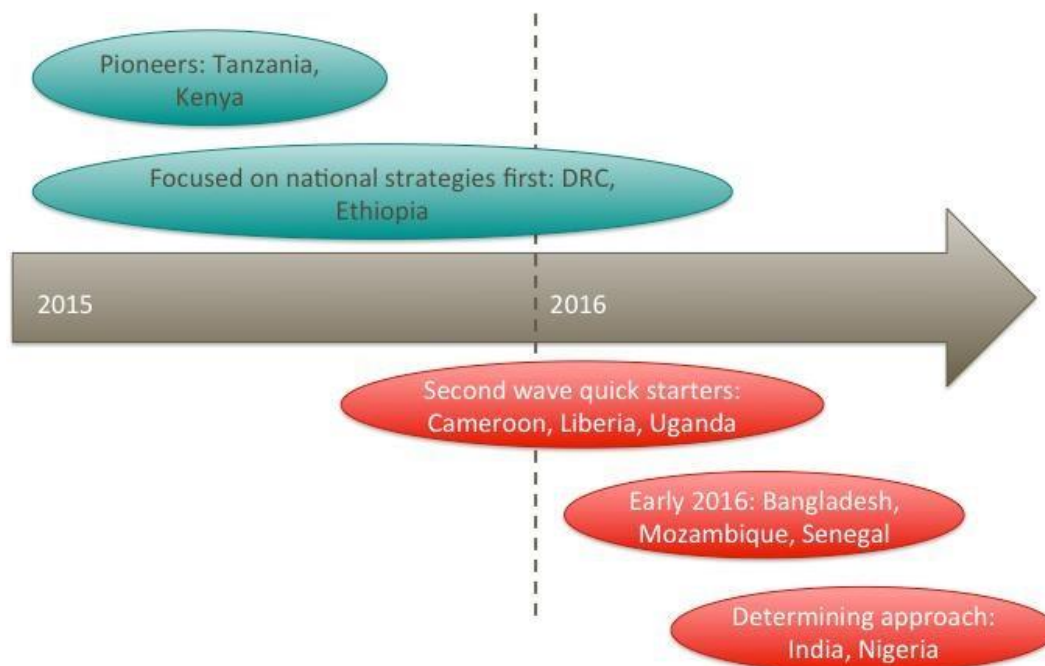 Pioneers: Tanzania,
Kenya
Focused on national strategies first: DRC,
Ethiopia
2015
2016
Second wave quick starters:
Cameroon, Liberia, Uganda
Early 2016: Bangladesh,
Mozambique, Senegal
Determining approach:
India, Nigeria